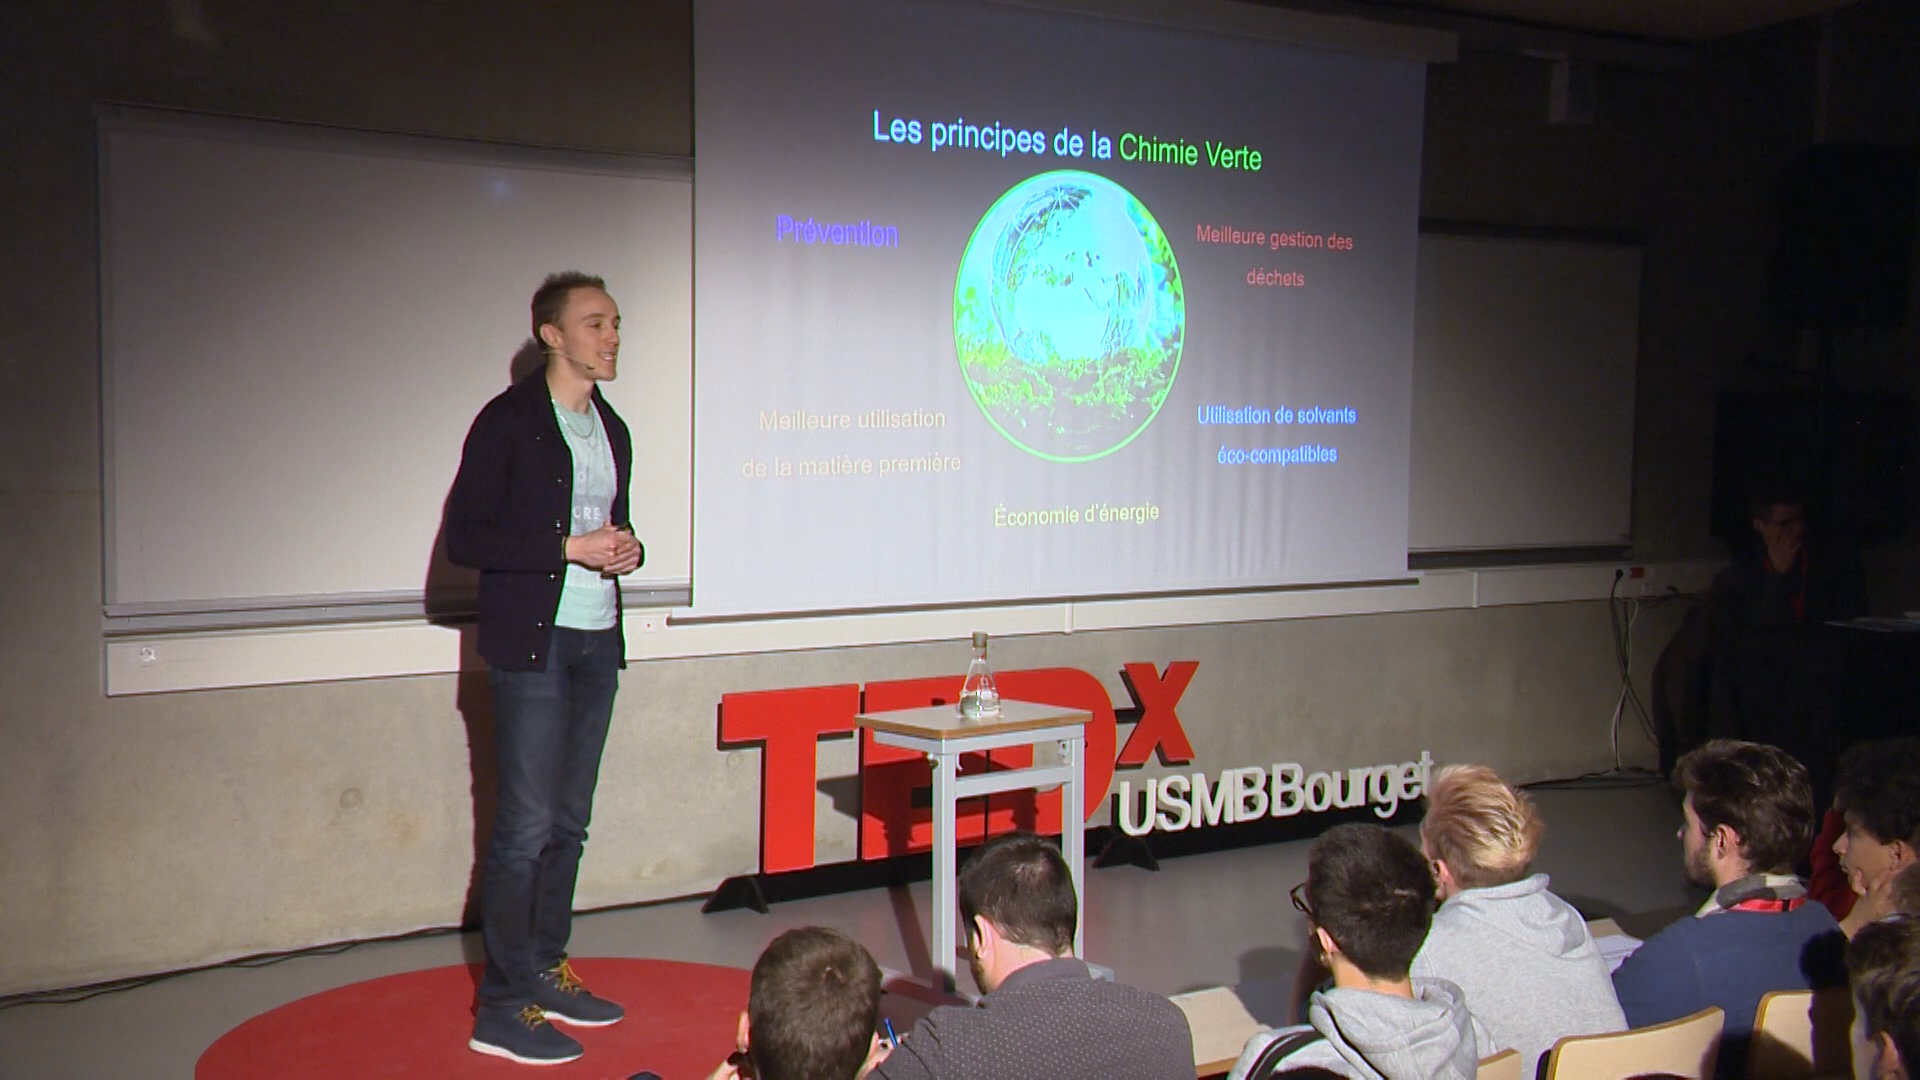 Les principes de la Chimie Verte
Prévention
Meilleure gestion des
déchets
Meilleure utilisation
de la matière première
Utilisation de solvants
éco-compatibles
Économie d'énergie
TEDx
USMBBourget